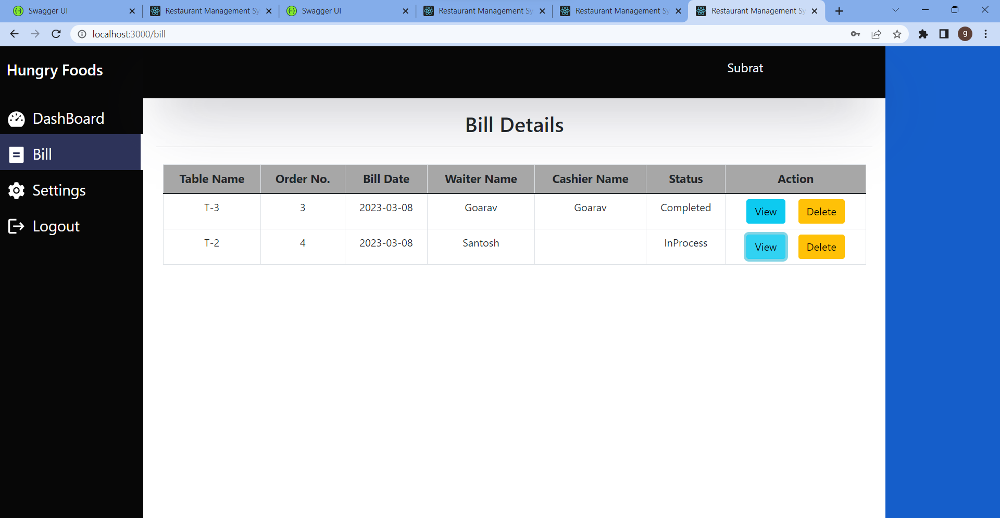 Swagger UI
Restaurant Management Sy
Swagger UI
Restaurant Management Sy
Restaurant Management Sy
Restaurant Management Sy
localhost:3000/bill
g
Hungry Foods
Subrat
DashBoard
Bill
Settings
Logout
Bill Details
Table Name Order No. Bill Date Waiter Name Cashier Name Status Action
T-3 3 2023-03-08 Goarav Goarav Completed View Delete
T-2 4 2023-03-08 Santosh InProcess View Delete